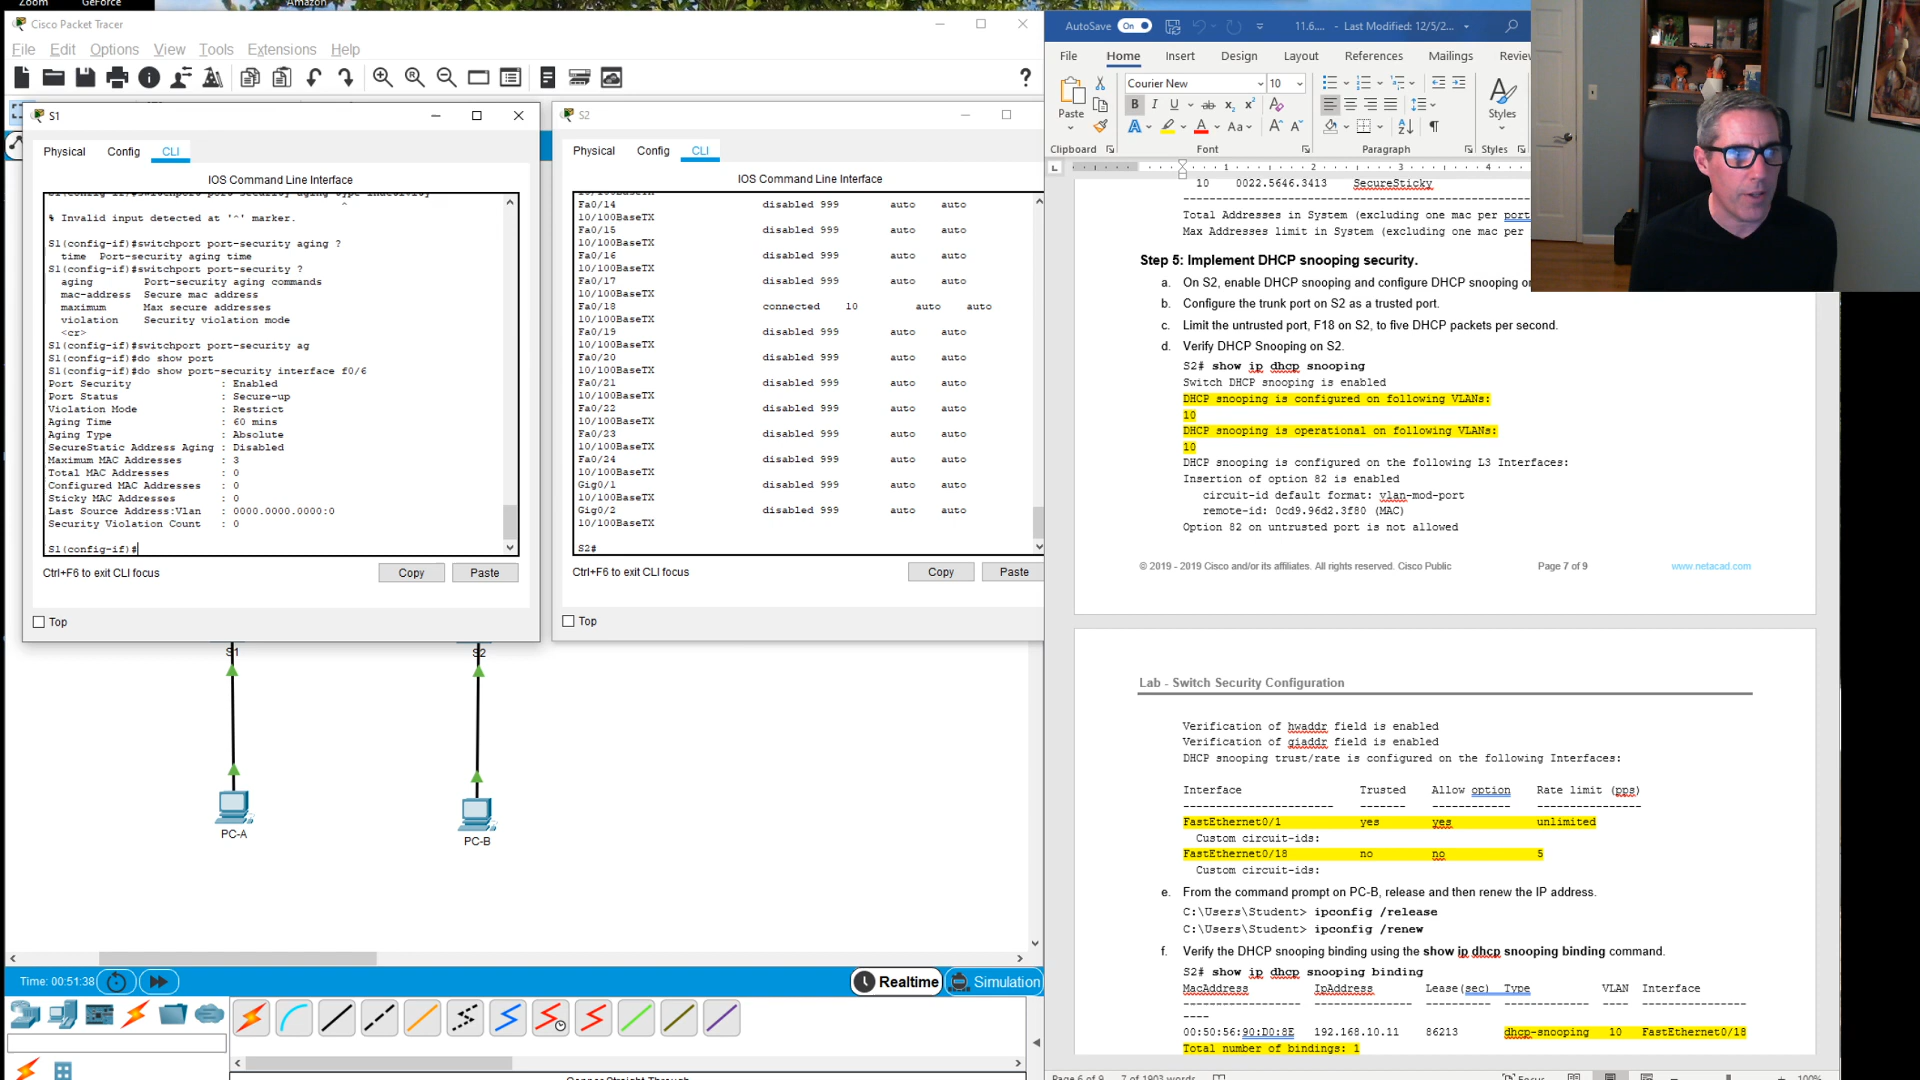 Zoom
GeForce
Amazon
Cisco Packet Tracer
File Edit Options View Tools Extensions Help
S1
Physical Config CLI
IOS Command Line Interface
^
% Invalid input detected at '^' marker.
S1(config-if)#switchport port-security aging ?
time Port-security aging time
S1(config-if)#switchport port-security ?
aging Port-security aging commands
mac-address Secure mac address
maximum Max secure addresses
violation Security violation mode
<cr>
S1(config-if)#switchport port-security ag
S1(config-if)#do show port
S1(config-if)#do show port-security interface f0/6
Port Security : Enabled
Port Status : Secure-up
Violation Mode : Restrict
Aging Time : 60 mins
Aging Type : Absolute
SecureStatic Address Aging : Disabled
Maximum MAC Addresses : 3
Total MAC Addresses : 0
Configured MAC Addresses : 0
Sticky MAC Addresses : 0
Last Source Address:Vlan : 0000.0000.0000:0
Security Violation Count : 0
S1(config-if)#
Ctrl+F6 to exit CLI focus
Copy
Paste
Top
S2
Physical Config CLI
IOS Command Line Interface
10/100BaseTX
Fa0/14 disabled 999 auto auto
10/100BaseTX
Fa0/15 disabled 999 auto auto
10/100BaseTX
Fa0/16 disabled 999 auto auto
10/100BaseTX
Fa0/17 disabled 999 auto auto
10/100BaseTX
Fa0/18 connected 10 auto auto
10/100BaseTX
Fa0/19 disabled 999 auto auto
10/100BaseTX
Fa0/20 disabled 999 auto auto
10/100BaseTX
Fa0/21 disabled 999 auto auto
10/100BaseTX
Fa0/22 disabled 999 auto auto
10/100BaseTX
Fa0/23 disabled 999 auto auto
10/100BaseTX
Fa0/24 disabled 999 auto auto
10/100BaseTX
Gig0/1 disabled 999 auto auto
10/100BaseTX
Gig0/2 disabled 999 auto auto
10/100BaseTX
S2#
Ctrl+F6 to exit CLI focus
Copy
Paste
Top
S1
S2
PC-A
PC-B
Time: 00:51:38
Realtime
Simulation
AutoSave On 11.6.... - Last Modified: 12/5/2...
File Home Insert Design Layout References Mailings
Courier New 10
Paste
Styles
Clipboard Font Paragraph Styles
10 0022.5646.3413 SecureSticky
Total Addresses in System (excluding one mac per port
Max Addresses limit in System (excluding one mac per
Step 5: Implement DHCP snooping security.
a. On S2, enable DHCP snooping and configure DHCP snooping on
b. Configure the trunk port on S2 as a trusted port.
c. Limit the untrusted port, F18 on S2, to five DHCP packets per second.
d. Verify DHCP Snooping on S2.
S2# show ip dhcp snooping
Switch DHCP snooping is enabled
DHCP snooping is configured on following VLANs:
10
DHCP snooping is operational on following VLANs:
10
DHCP snooping is configured on the following L3 Interfaces:
Insertion of option 82 is enabled
circuit-id default format: vlan-mod-port
remote-id: 0cd9.96d2.3f80 (MAC)
Option 82 on untrusted port is not allowed
© 2019 - 2019 Cisco and/or its affiliates. All rights reserved. Cisco Public Page 7 of 9 www.netacad.com
Lab - Switch Security Configuration
Verification of hwaddr field is enabled
Verification of giaddr field is enabled
DHCP snooping trust/rate is configured on the following Interfaces:
Interface Trusted Allow option Rate limit (pps)
----------------------- ------- ------------ ----------------
FastEthernet0/1 yes yes unlimited
Custom circuit-ids:
FastEthernet0/18 no no 5
Custom circuit-ids:
e. From the command prompt on PC-B, release and then renew the IP address.
C:\Users\Student> ipconfig /release
C:\Users\Student> ipconfig /renew
f. Verify the DHCP snooping binding using the show ip dhcp snooping binding command.
S2# show ip dhcp snooping binding
MacAddress IpAddress Lease(sec) Type VLAN Interface
00:50:56:90:D0:8E 192.168.10.11 86213 dhcp-snooping 10 FastEthernet0/18
Total number of bindings: 1